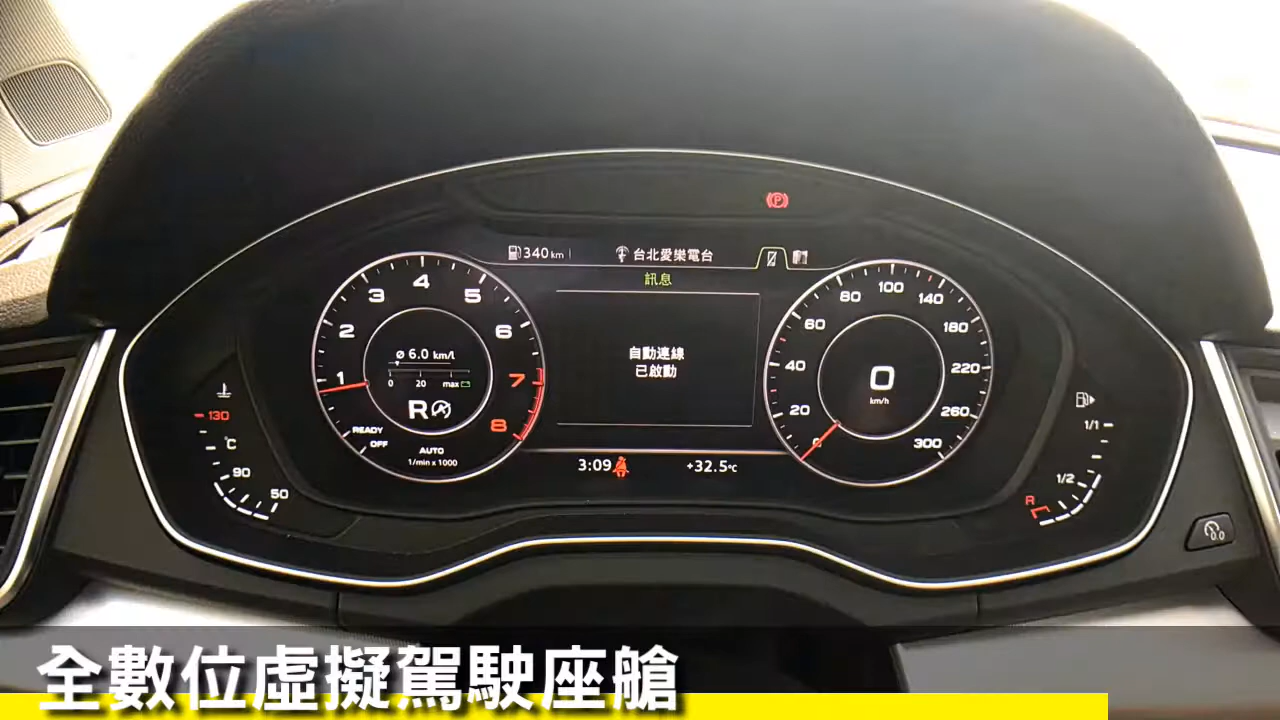 340 km
台北愛樂電台
訊息
自動連線
已啟動
3:09
+32.5°C
1 2 3 4 5 6 7 8
ø 6.0 km/l
0 20 max
R
READY
OFF
AUTO
1/min x 1000
0 20 40 60 80 100 140 180 220 260 300
0
km/h
130
°C
90
50
1/1
1/2
R
P
全數位虛擬駕駛座艙